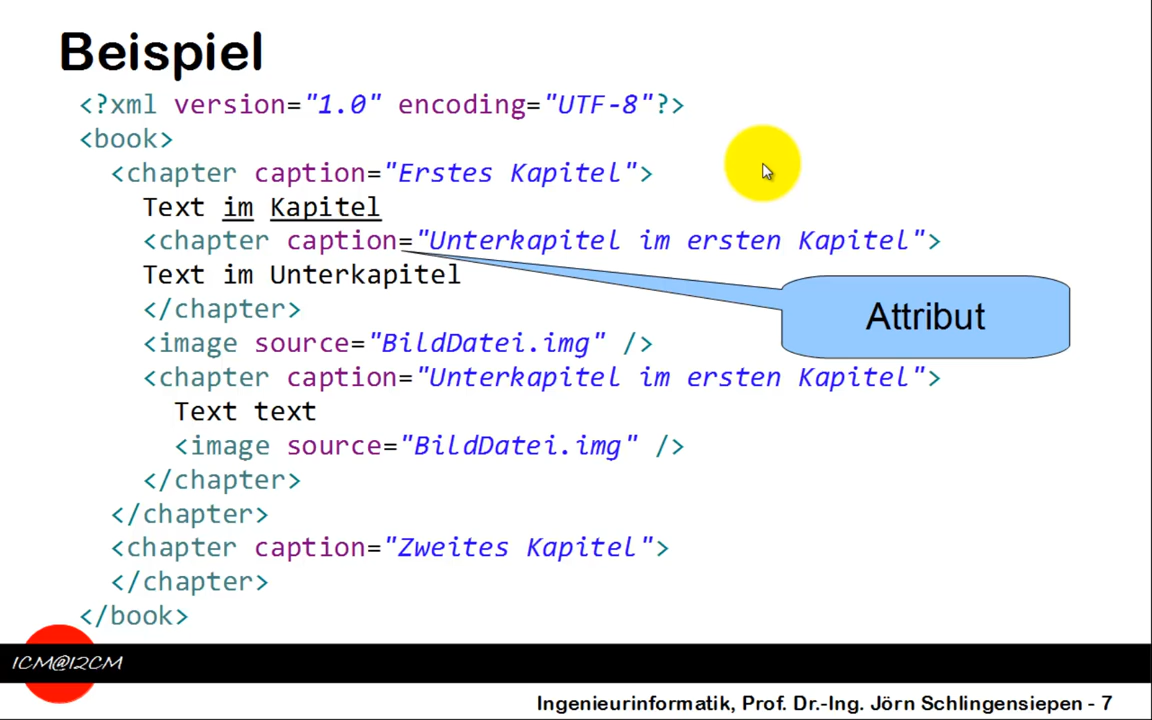 Beispiel
<?xml version="1.0" encoding="UTF-8"?>
<book>
<chapter caption="Erstes Kapitel">
Text im Kapitel
<chapter caption="Unterkapitel im ersten Kapitel">
Text im Unterkapitel
</chapter>
<image source="BildDatei.img" />
<chapter caption="Unterkapitel im ersten Kapitel">
Text text
<image source="BildDatei.img" />
</chapter>
</chapter>
<chapter caption="Zweites Kapitel">
</chapter>
</book>
Attribut
ICM@I2CM
Ingenieurinformatik, Prof. Dr.-Ing. Jörn Schlingensiepen - 7